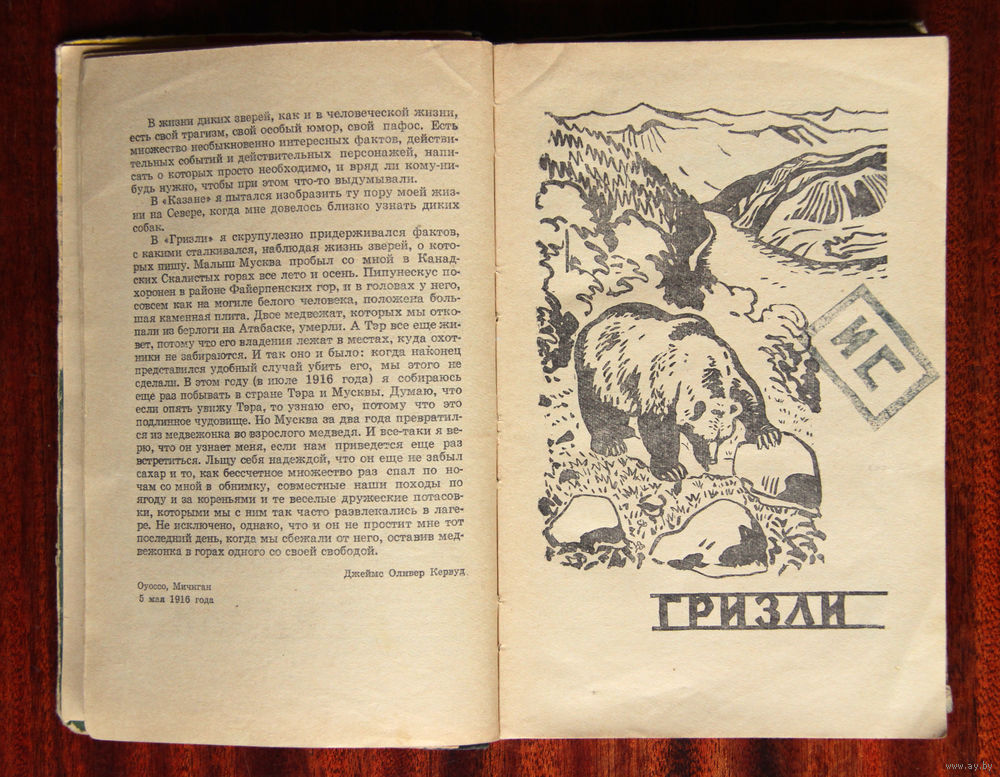 В жизни диких зверей, как и в человеческой жизни,
есть свой трагизм, свой особый юмор, свой пафос. Есть
множество необыкновенно интересных фактов, действи-
тельных событий и действительных персонажей, напи-
сать о которых просто необходимо, и вряд ли кому-ни-
будь нужно, чтобы при этом что-то выдумывали.
В «Казане» я пытался изобразить ту пору моей жиз-
ни на Севере, когда мне довелось близко узнать диких
собак.
В «Гризли» я скрупулезно придерживался фактов,
с какими сталкивался, наблюдая жизнь зверей, о кото-
рых пишу. Малыш Мусква пробыл со мной в Канад-
ских Скалистых горах все лето и осень. Пипунескус по-
хоронен в районе Файерпенских гор, и в головах у него,
совсем как на могиле белого человека, положена боль-
шая каменная плита. Двое медвежат, которых мы отко-
пали из берлоги на Атабаске, умерли. А Тэр все еще жи-
вет, потому что его владения лежат в местах, куда охот-
ники не забираются. И так оно и было: когда наконец
представился удобный случай убить его, мы этого не
сделали. В этом году (в июле 1916 года) я собираюсь
еще раз побывать в стране Тэра и Мусквы. Думаю, что
если опять увижу Тэра, то узнаю его, потому что это
подлинное чудовище. Но Мусква за два года превратил-
ся из медвежонка во взрослого медведя. И все-таки я ве-
рю, что он узнает меня, если нам приведется еще раз
встретиться. Льщу себя надеждой, что он еще не забыл
сахар и то, как бессчетное множество раз спал по но-
чам со мной в обнимку, совместные наши походы по
ягоду и за кореньями и те веселые дружеские потасов-
ки, которыми мы с ним так часто развлекались в лаге-
ре. Не исключено, однако, что и он не простит мне тот
последний день, когда мы сбежали от него, оставив мед-
вежонка в горах одного со своей свободой.
Джеймс Оливер Кервуд.
Оуоссо, Мичиган
5 мая 1916 года
ИС
ГРИЗЛИ
www.ay.by